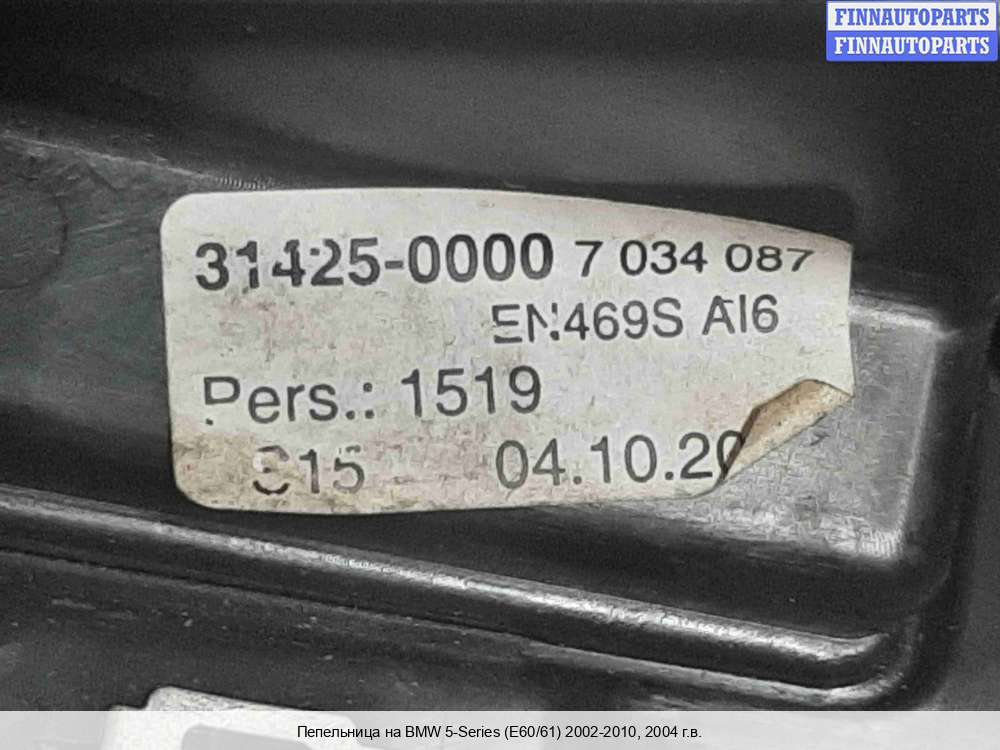 FINNAUTOPARTS
FINNAUTOPARTS
31425-0000 7 034 087
EN469S AI6
Pers.: 1519
S15 04.10.20
Пепельница на BMW 5-Series (E60/61) 2002-2010, 2004 г.в.